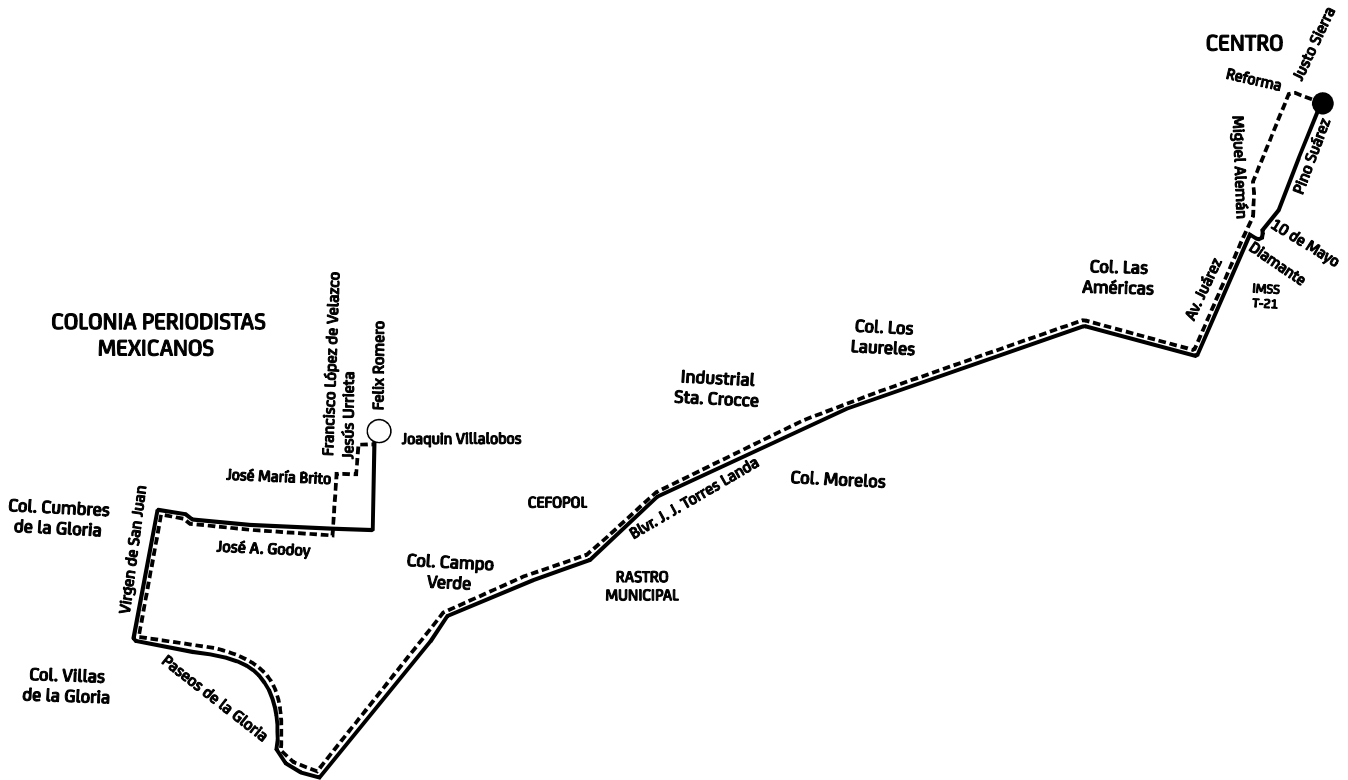 CENTRO
Justo Sierra
Reforma
Miguel Alemán
Pino Suárez
10 de Mayo
Diamante
IMSS
T-21
Av. Juárez
Col. Las
Américas
Col. Los
Laureles
Industrial
Sta. Crocce
Col. Morelos
Blvr. J. J. Torres Landa
CEFOPOL
RASTRO
MUNICIPAL
Col. Campo
Verde
COLONIA PERIODISTAS
MEXICANOS
Francisco López de Velazco
Jesús Urrieta
Felix Romero
Joaquin Villalobos
José María Brito
José A. Godoy
Col. Cumbres
de la Gloria
Virgen de San Juan
Col. Villas
de la Gloria
Paseos de la Gloria